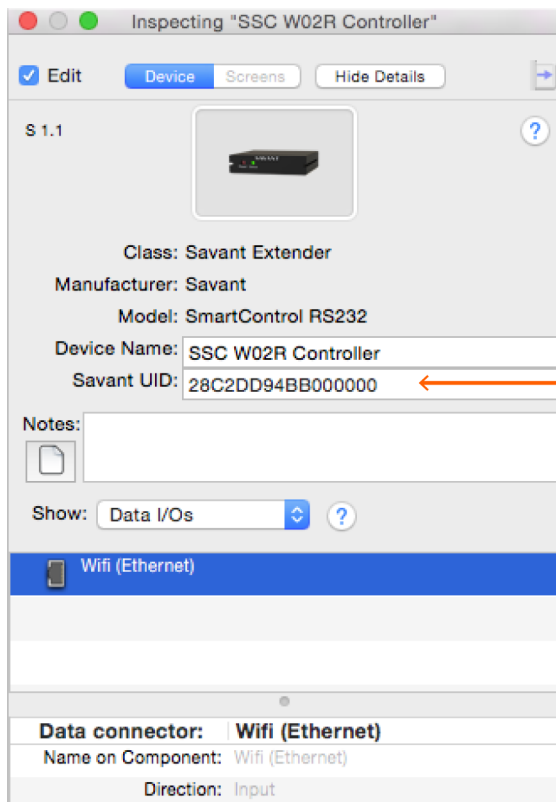 Inspecting "SSC W02R Controller"
Edit Device Screens Hide Details
S 1.1 ?
SAVANT
Class: Savant Extender
Manufacturer: Savant
Model: SmartControl RS232
Device Name: SSC W02R Controller
Savant UID: 28C2DD94BB000000
Notes:
Show: Data I/Os ?
Wifi (Ethernet)
Data connector: Wifi (Ethernet)
Name on Component: Wifi (Ethernet)
Direction: Input